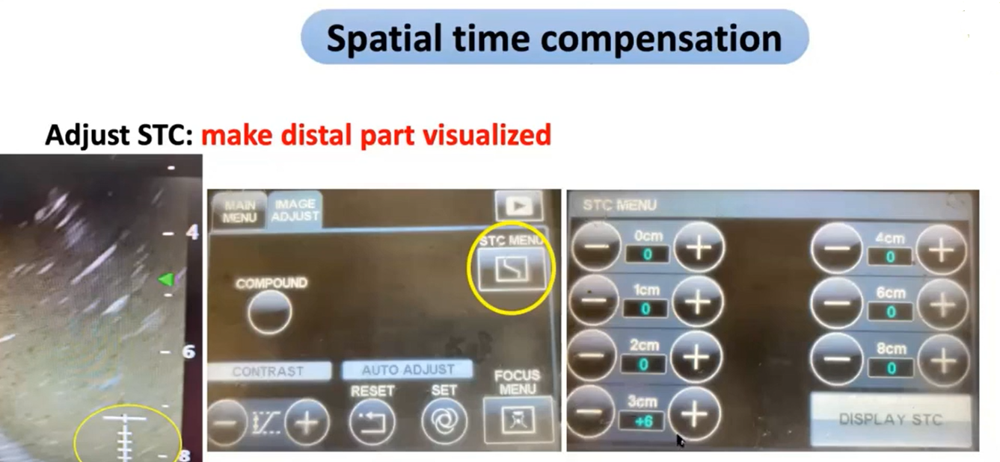 Spatial time compensation
Adjust STC: make distal part visualized
4
6
8
MAIN MENU
IMAGE ADJUST
STC MENU
COMPOUND
CONTRAST
AUTO ADJUST
RESET
SET
FOCUS MENU
STC MENU
0cm
0
1cm
0
2cm
0
3cm
+6
4cm
0
6cm
0
8cm
0
DISPLAY STC